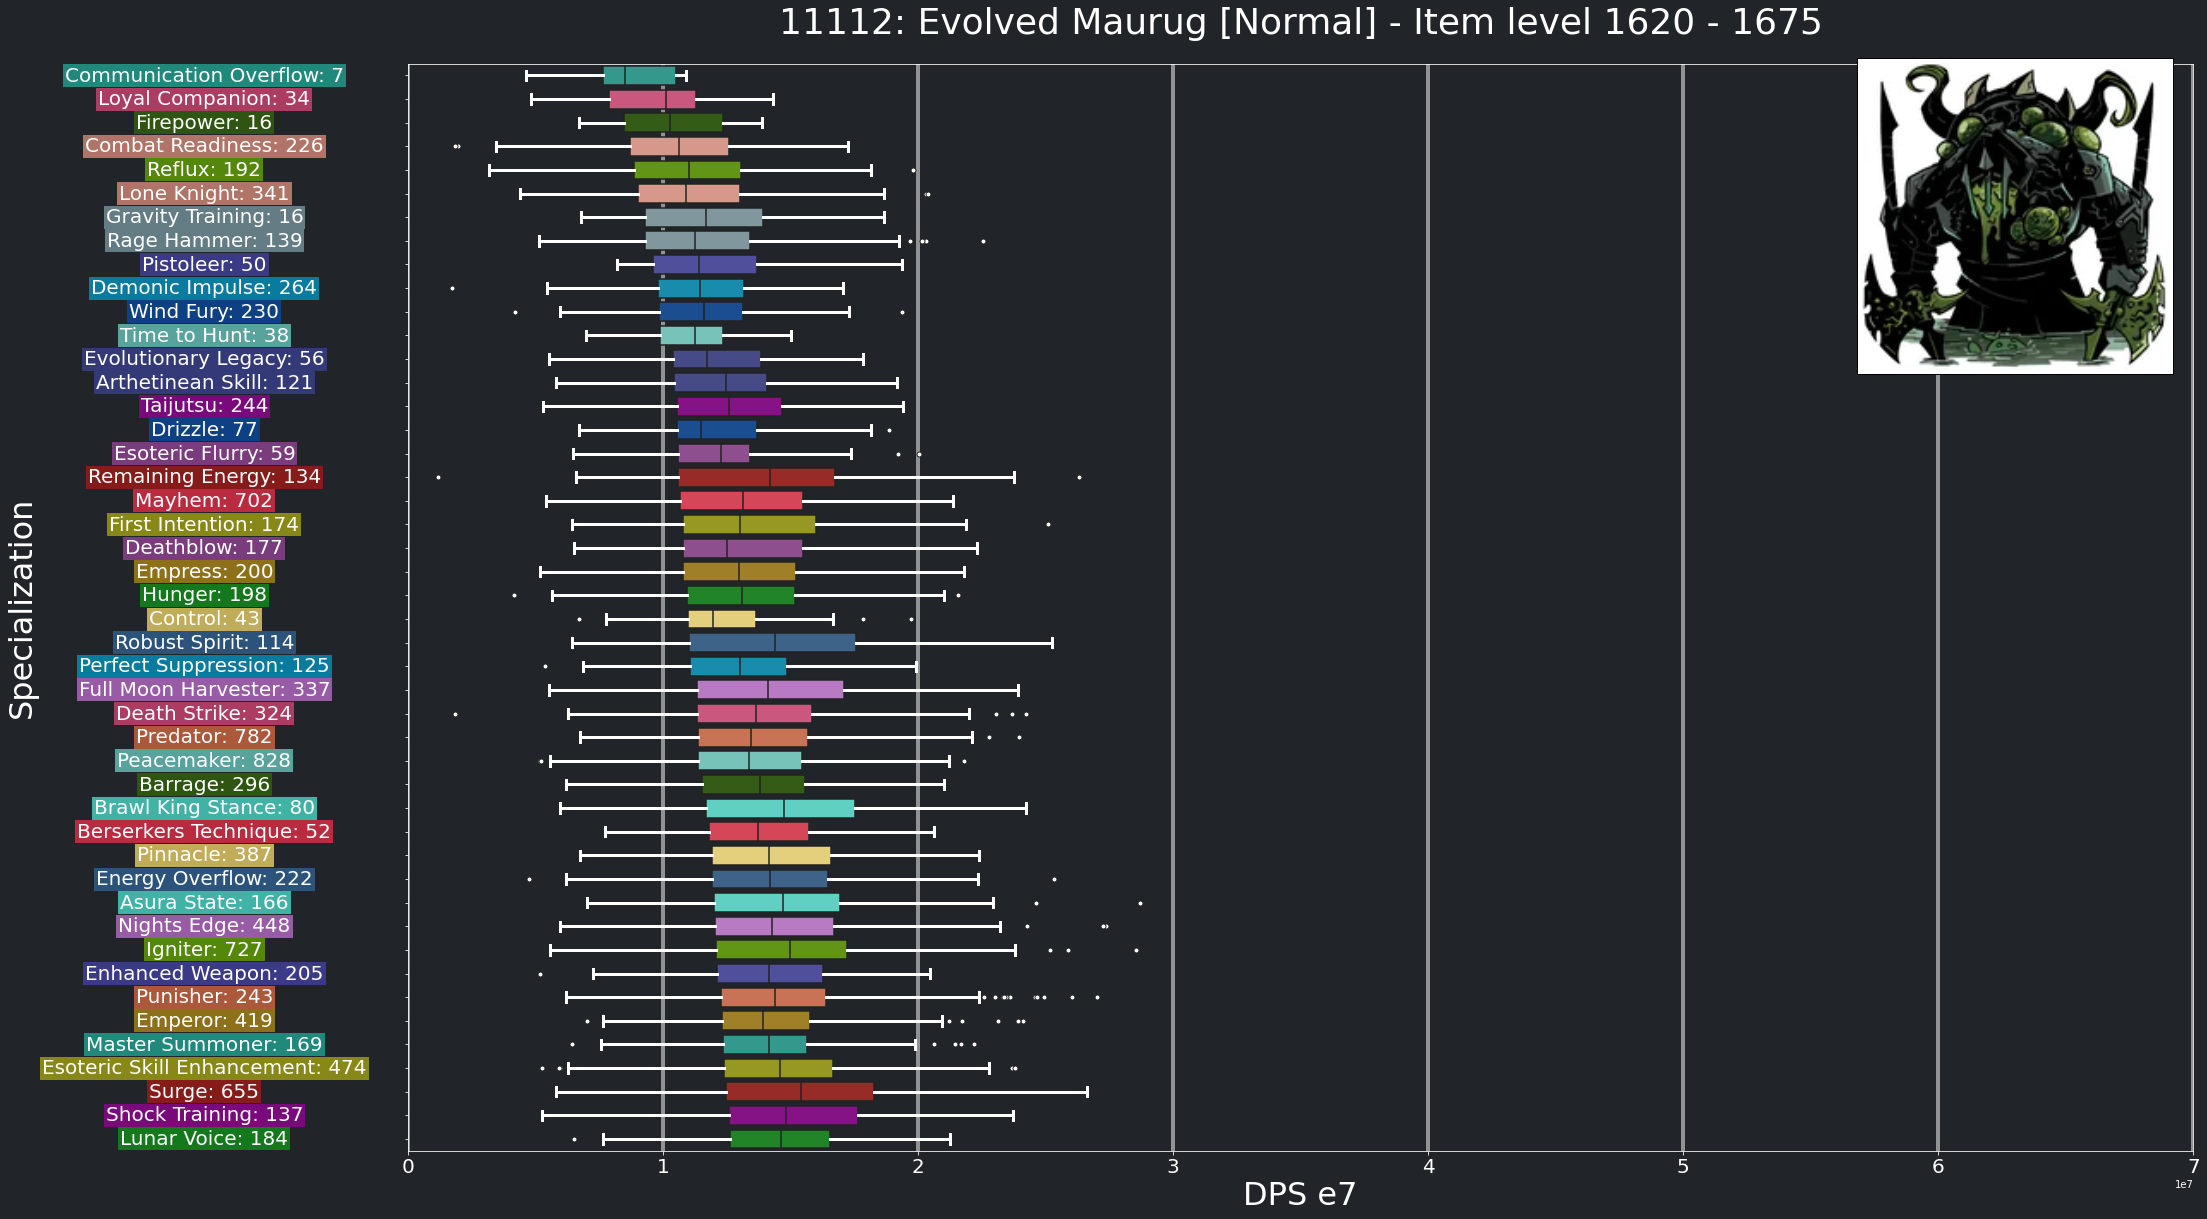 11112: Evolved Maurug [Normal] - Item level 1620 - 1675
Communication Overflow: 7
Loyal Companion: 34
Firepower: 16
Combat Readiness: 226
Reflux: 192
Lone Knight: 341
Gravity Training: 16
Rage Hammer: 139
Pistoleer: 50
Demonic Impulse: 264
Wind Fury: 230
Time to Hunt: 38
Evolutionary Legacy: 56
Arthetinean Skill: 121
Taijutsu: 244
Drizzle: 77
Esoteric Flurry: 59
Remaining Energy: 134
Mayhem: 702
First Intention: 174
Deathblow: 177
Empress: 200
Hunger: 198
Control: 43
Robust Spirit: 114
Perfect Suppression: 125
Full Moon Harvester: 337
Death Strike: 324
Predator: 782
Peacemaker: 828
Barrage: 296
Brawl King Stance: 80
Berserkers Technique: 52
Pinnacle: 387
Energy Overflow: 222
Asura State: 166
Nights Edge: 448
Igniter: 727
Enhanced Weapon: 205
Punisher: 243
Emperor: 419
Master Summoner: 169
Esoteric Skill Enhancement: 474
Surge: 655
Shock Training: 137
Lunar Voice: 184
Specialization
0 1 2 3 4 5 6 7
1e7
DPS e7